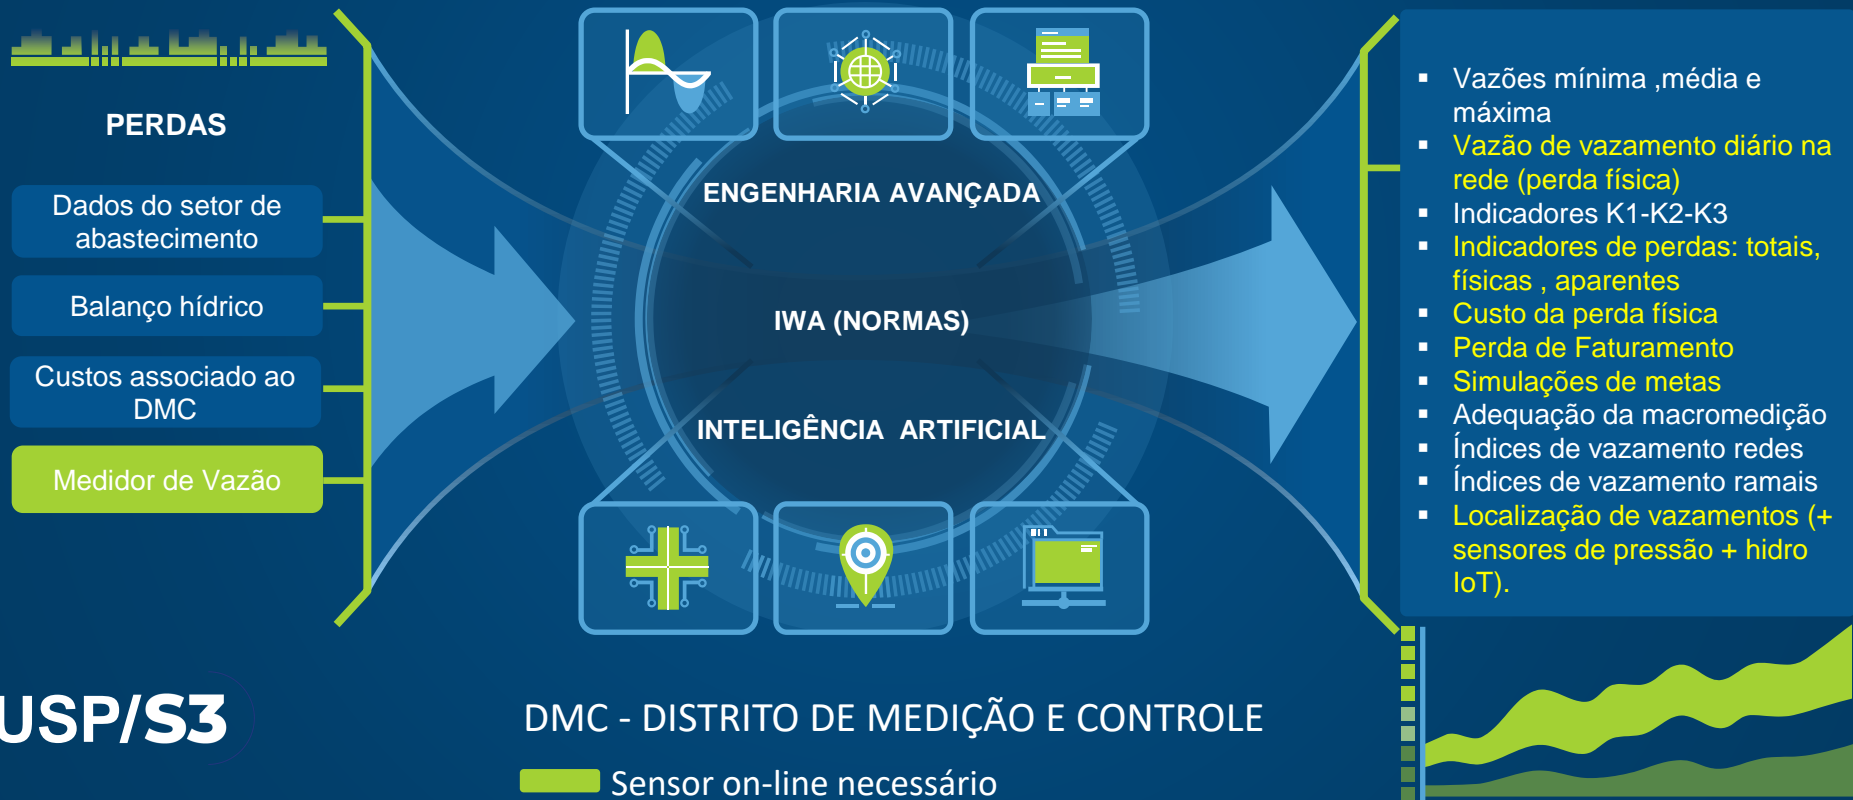 PERDAS
Dados do setor de
abastecimento
Balanço hídrico
Custos associado ao
DMC
Medidor de Vazão
ENGENHARIA AVANÇADA
IWA (NORMAS)
INTELIGÊNCIA ARTIFICIAL
▪ Vazões mínima ,média e
máxima
▪ Vazão de vazamento diário na
rede (perda física)
▪ Indicadores K1-K2-K3
▪ Indicadores de perdas: totais,
físicas , aparentes
▪ Custo da perda física
▪ Perda de Faturamento
▪ Simulações de metas
▪ Adequação da macromedição
▪ Índices de vazamento redes
▪ Índices de vazamento ramais
▪ Localização de vazamentos (+
sensores de pressão + hidro
IoT).
USP/S3
DMC - DISTRITO DE MEDIÇÃO E CONTROLE
Sensor on-line necessário